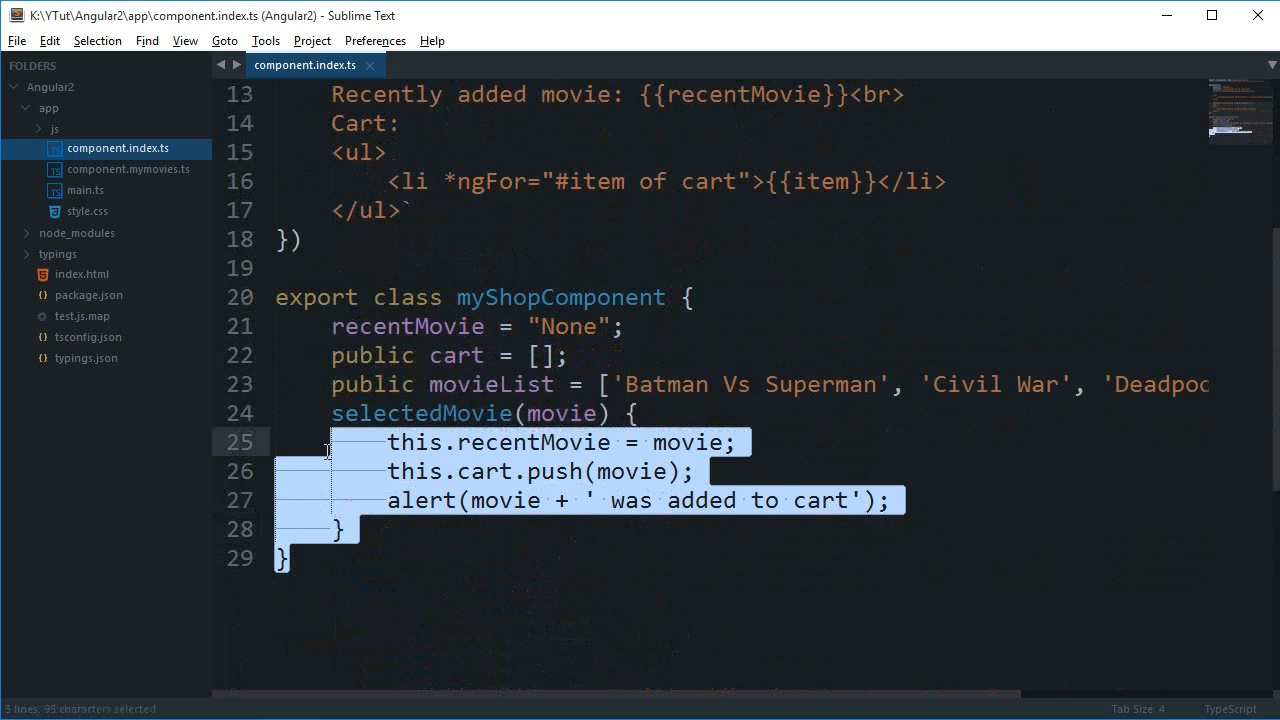 K:\YTut\Angular2\app\component.index.ts (Angular2) - Sublime Text
File Edit Selection Find View Goto Tools Project Preferences Help
FOLDERS
Angular2
app
js
component.index.ts
component.mymovies.ts
main.ts
style.css
node_modules
typings
index.html
package.json
test.js.map
tsconfig.json
typings.json
component.index.ts
13 Recently added movie: {{recentMovie}}<br>
14 Cart:
15 <ul>
16 <li *ngFor="#item of cart">{{item}}</li>
17 </ul>`
18 })
19
20 export class myShopComponent {
21 recentMovie = "None";
22 public cart = [];
23 public movieList = ['Batman Vs Superman', 'Civil War', 'Deadpoo
24 selectedMovie(movie) {
25 this.recentMovie = movie;
26 this.cart.push(movie);
27 alert(movie + ' was added to cart');
28 }
29 }
5 lines, 95 characters selected
Tab Size: 4
TypeScript